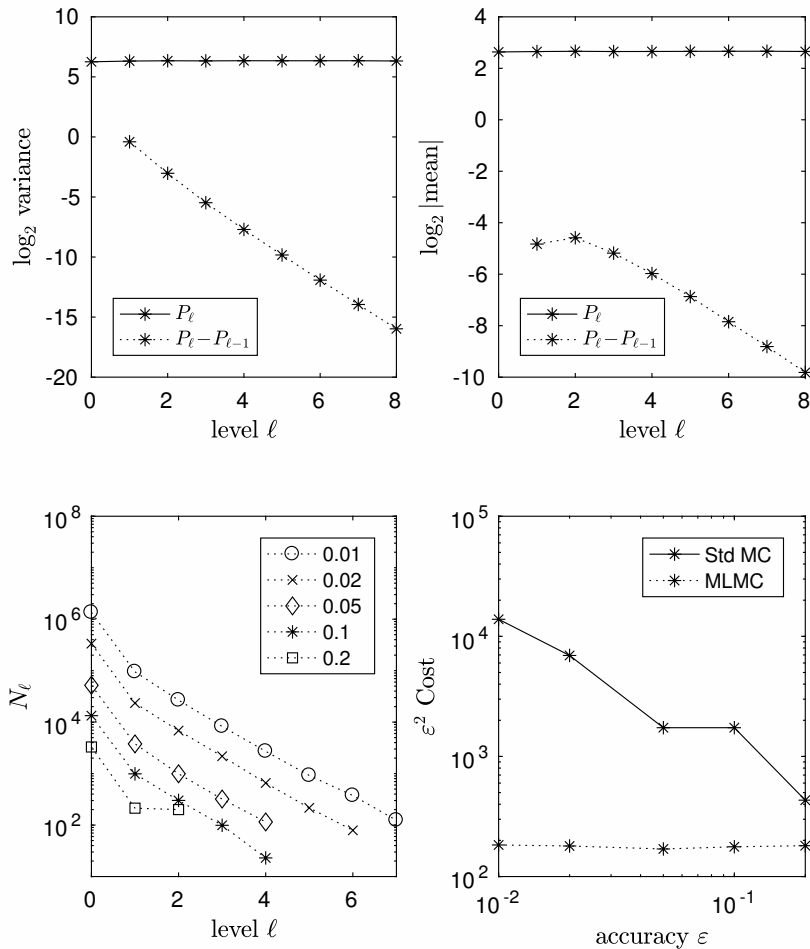 10
5
0
-5
-10
-15
-20
log₂ variance
P_ℓ
P_ℓ−P_ℓ−1
0 2 4 6 8
level ℓ
4
2
0
-2
-4
-6
-8
-10
log₂ |mean|
P_ℓ
P_ℓ−P_ℓ−1
0 2 4 6 8
level ℓ
10⁸
10⁶
10⁴
10²
N_ℓ
0.01
0.02
0.05
0.1
0.2
0 2 4 6
level ℓ
10⁵
10⁴
10³
10²
ε² Cost
Std MC
MLMC
10⁻² 10⁻¹
accuracy ε